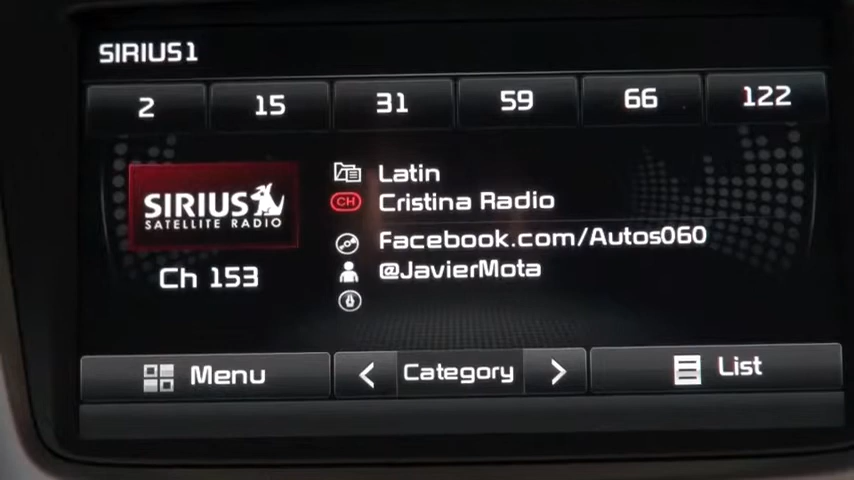 SIRIUS1
2 15 31 59 66 122
SIRIUS
SATELLITE RADIO
Ch 153
Latin
CH Cristina Radio
Facebook.com/Autos060
@JavierMota
Menu < Category > List